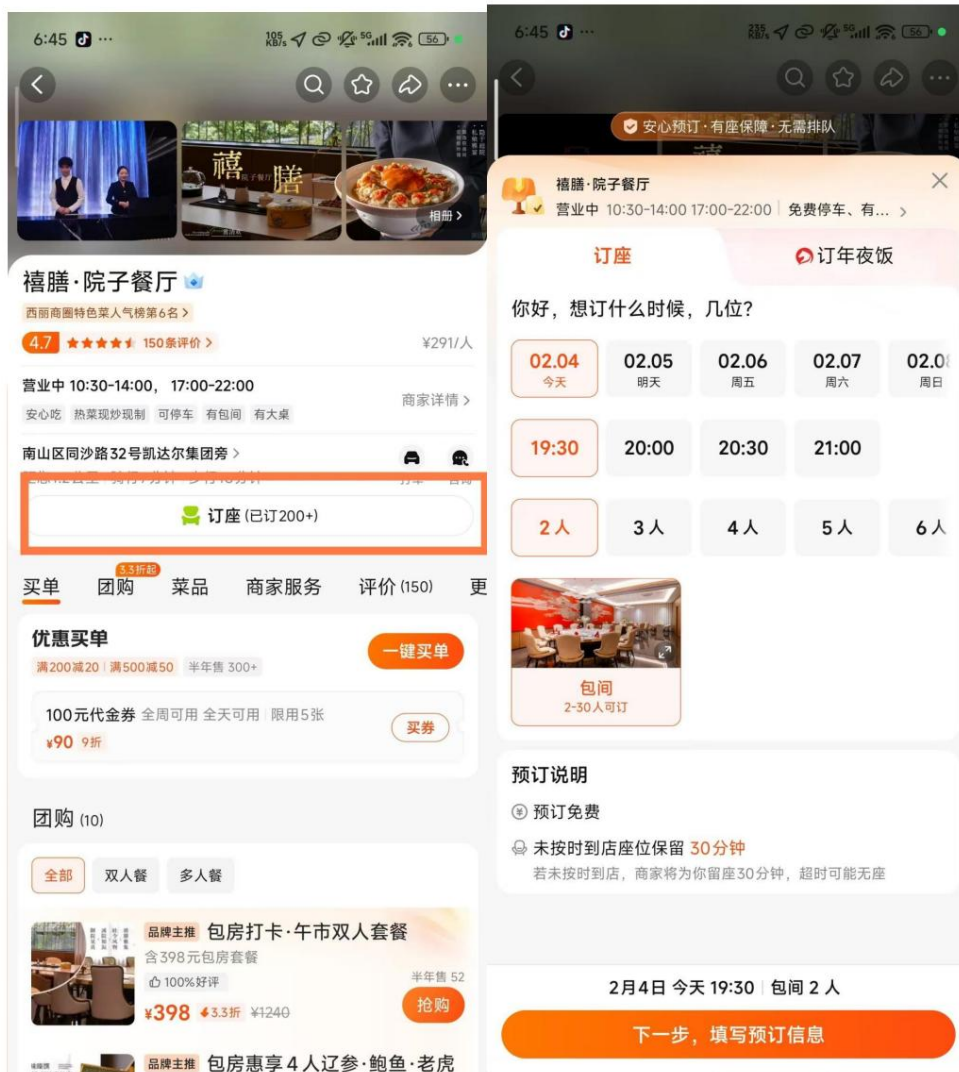 6:45
105 KB/s
5G
56
禧膳
相册
禧膳·院子餐厅
西丽商圈特色菜人气榜第6名
4.7 150条评价
¥291/人
营业中 10:30-14:00, 17:00-22:00
安心吃 热菜现炒现制 可停车 有包间 有大桌
商家详情
南山区同沙路32号凯达尔集团旁
订座 (已订200+)
3.3折起
买单 团购 菜品 商家服务 评价 (150) 更
优惠买单
满200减20 满500减50 半年售 300+
一键买单
100元代金券 全周可用 全天可用 限用5张
¥90 9折
买券
团购 (10)
全部 双人餐 多人餐
品牌主推 包房打卡·午市双人套餐
含398元包房套餐
100%好评
半年售 52
¥398 3.3折 ¥1240
抢购
品牌主推 包房惠享4人辽参·鲍鱼·老虎
6:45
235 KB/s
5G
56
安心预订·有座保障·无需排队
禧膳·院子餐厅
营业中 10:30-14:00 17:00-22:00 免费停车、有...
订座
订年夜饭
你好，想订什么时候，几位?
02.04 02.05 02.06 02.07 02.08
今天 明天 周五 周六 周日
19:30 20:00 20:30 21:00
2人 3人 4人 5人 6人
包间
2-30人可订
预订说明
预订免费
未按时到店座位保留 30分钟
若未按时到店，商家将为你留座30分钟，超时可能无座
2月4日 今天 19:30 包间 2 人
下一步，填写预订信息